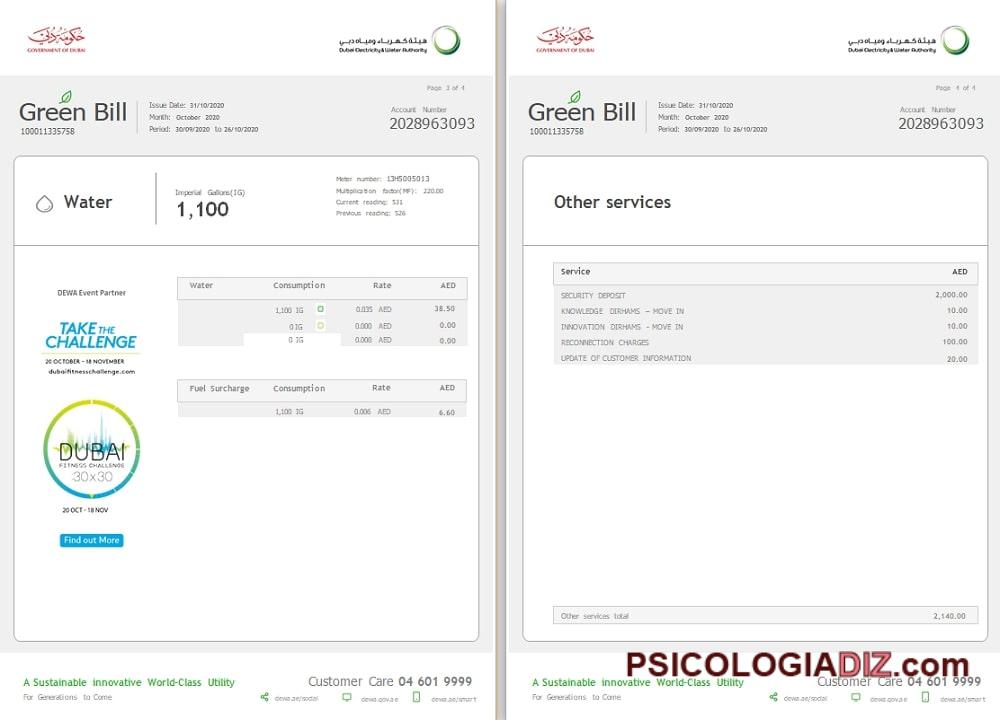 حكومة دبي
GOVERNMENT OF DUBAI
هيئة كهرباء ومياه دبي
Dubai Electricity & Water Authority
Page 3 of 4
Green Bill
100011335758
Issue Date: 31/10/2020
Month: October 2020
Period: 30/09/2020 to 26/10/2020
Account Number
2028963093
Water
Imperial Gallons(IG)
1,100
Meter number: 13H5005013
Multiplication factor(MF): 220.00
Current reading: 531
Previous reading: 526
DEWA Event Partner
TAKE THE
CHALLENGE
20 OCTOBER – 18 NOVEMBER
dubaifitnesschallenge.com
DUBAI
FITNESS CHALLENGE
30x30
20 OCT - 18 NOV
Find out More
Water Consumption Rate AED
1,100 IG 0.035 AED 38.50
0 IG 0.000 AED 0.00
0 IG 0.000 AED 0.00
Fuel Surcharge Consumption Rate AED
1,100 IG 0.006 AED 6.60
A Sustainable innovative World-Class Utility
For Generations to Come
Customer Care 04 601 9999
dewa.ae/social dewa.gov.ae dewa.ae/smart
حكومة دبي
GOVERNMENT OF DUBAI
هيئة كهرباء ومياه دبي
Dubai Electricity & Water Authority
Page 4 of 4
Green Bill
100011335758
Issue Date: 31/10/2020
Month: October 2020
Period: 30/09/2020 to 26/10/2020
Account Number
2028963093
Other services
Service AED
SECURITY DEPOSIT 2,000.00
KNOWLEDGE DIRHAMS – MOVE IN 10.00
INNOVATION DIRHAMS - MOVE IN 10.00
RECONNECTION CHARGES 100.00
UPDATE OF CUSTOMER INFORMATION 20.00
Other services total 2,140.00
PSICOLOGIADIZ.com
A Sustainable innovative World-Class Utility
For Generations to Come
Customer Care 04 601 9999
dewa.ae/social dewa.gov.ae dewa.ae/smart